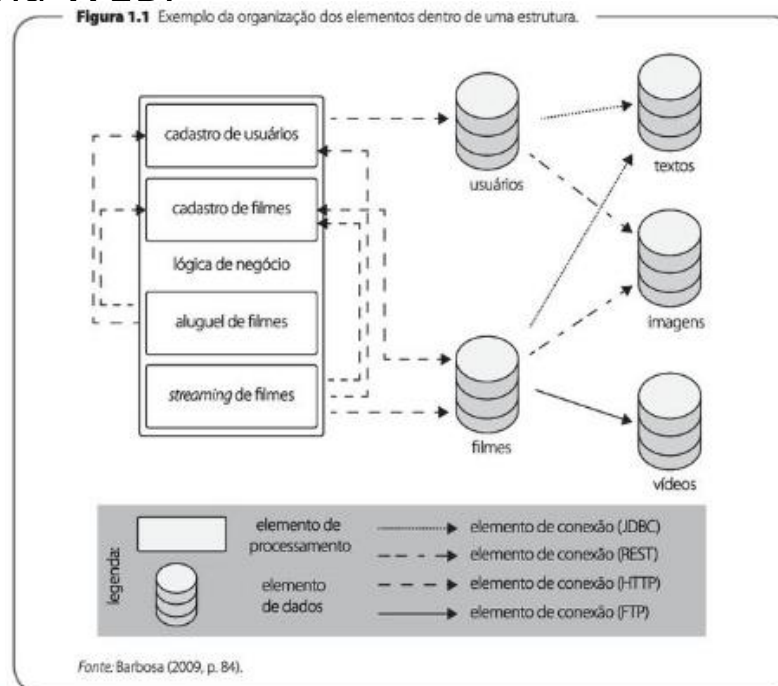 Figura 1.1 Exemplo da organização dos elementos dentro de uma estrutura.
cadastro de usuários
cadastro de filmes
lógica de negócio
aluguel de filmes
streaming de filmes
usuários
filmes
textos
imagens
vídeos
legenda:
elemento de
processamento
elemento
de dados
elemento de conexão (JDBC)
elemento de conexão (REST)
elemento de conexão (HTTP)
elemento de conexão (FTP)
Fonte: Barbosa (2009, p. 84).